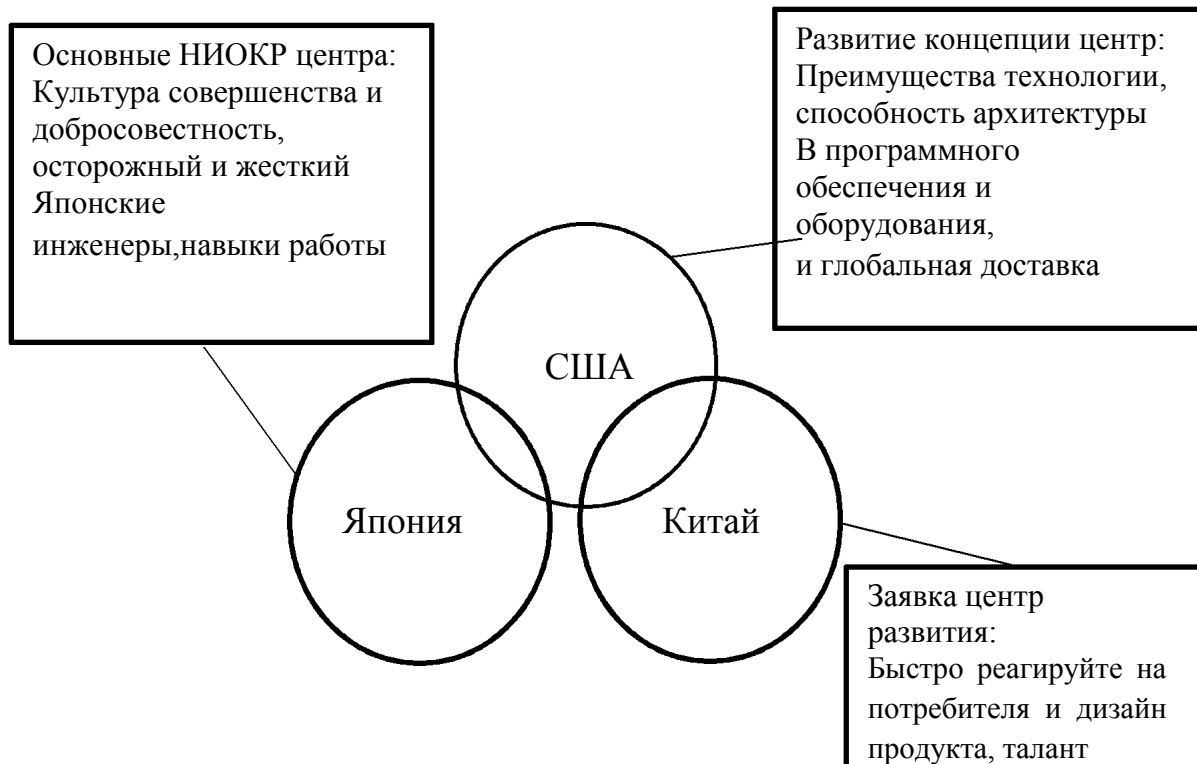 Основные НИОКР центра:
Культура совершенства и
добросовестность,
осторожный и жесткий
Японские
инженеры,навыки работы
Развитие концепции центр:
Преимущества технологии,
способность архитектуры
В программного
обеспечения и
оборудования,
и глобальная доставка
США
Япония
Китай
Заявка центр
развития:
Быстро реагируйте на
потребителя и дизайн
продукта, талант